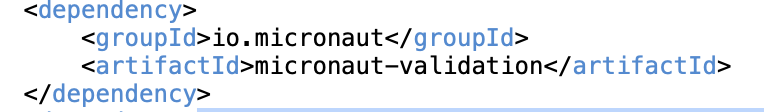 <dependency>
<groupId>io.micronaut</groupId>
<artifactId>micronaut-validation</artifactId>
</dependency>